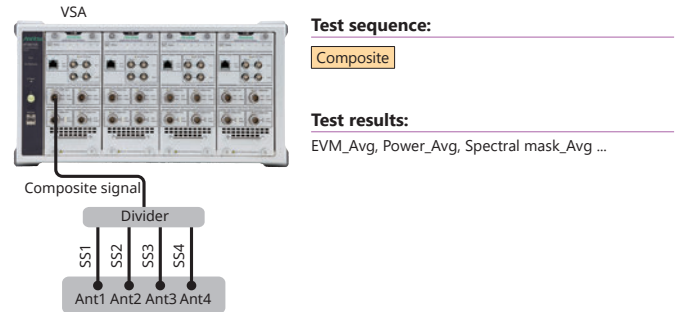 VSA
Test sequence:
Composite
Test results:
EVM_Avg, Power_Avg, Spectral mask_Avg ...
Composite signal
Divider
SS1
SS2
SS3
SS4
Ant1 Ant2 Ant3 Ant4